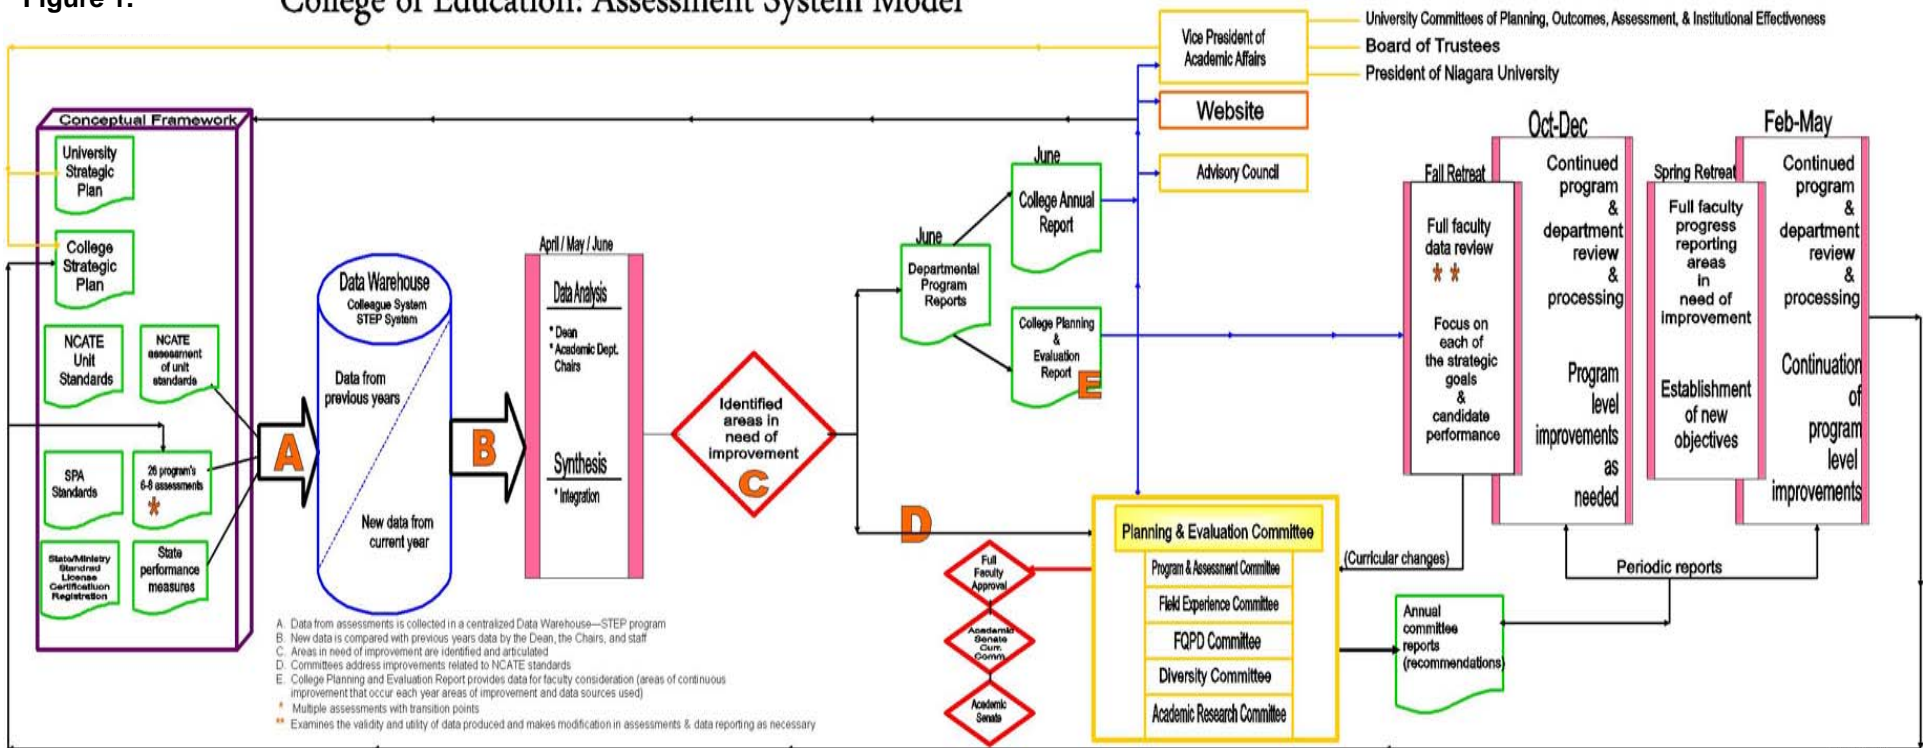 Figure 1.
College of Education: Assessment System Model
Vice President of
Academic Affairs
University Committees of Planning, Outcomes, Assessment, & Institutional Effectiveness
Board of Trustees
President of Niagara University
Website
Advisory Council
Conceptual Framework
University
Strategic
Plan
College
Strategic
Plan
NCATE
Unit
Standards
NCATE
assessment
of unit
standards
SPA
Standards
26 program's
6-8 assessments
*
State/Ministry
Standrad
License
Certificatiuon
Registration
State
performance
measures
A
Data Warehouse
Colleague System
STEP System
Data from
previous years
New data from
current year
B
April / May / June
Data Analysis
* Dean
* Academic Dept.
Chairs
Synthesis
* Integration
Identified
areas in
need of
improvement
C
D
June
Departmental
Program
Reports
June
College Annual
Report
College Planning
&
Evaluation
Report
E
Planning & Evaluation Committee
Program & Assessment Committee
Field Experience Committee
FQPD Committee
Diversity Committee
Academic Research Committee
Full
Faculty
Approval
Academic
Senate
Curr.
Comm.
Academic
Senate
(Curricular changes)
Annual
committee
reports
(recommendations)
Periodic reports
Fall Retreat
Full faculty
data review
* *
Focus on
each of
the strategic
goals
&
candidate
performance
Oct-Dec
Continued
program
&
department
review
&
processing
Program
level
improvements
as
needed
Spring Retreat
Full faculty
progress
reporting
areas
in
need of
improvement
Establishment
of new
objectives
Feb-May
Continued
program
&
department
review
&
processing
Continuation
of
program
level
improvements
A. Data from assessments is collected in a centralized Data Warehouse—STEP program
B. New data is compared with previous years data by the Dean, the Chairs, and staff
C. Areas in need of improvement are identified and articulated
D. Committees address improvements related to NCATE standards
E. College Planning and Evaluation Report provides data for faculty consideration (areas of continuous
improvement that occur each year areas of improvement and data sources used)
* Multiple assessments with transition points
** Examines the validity and utility of data produced and makes modification in assessments & data reporting as necessary